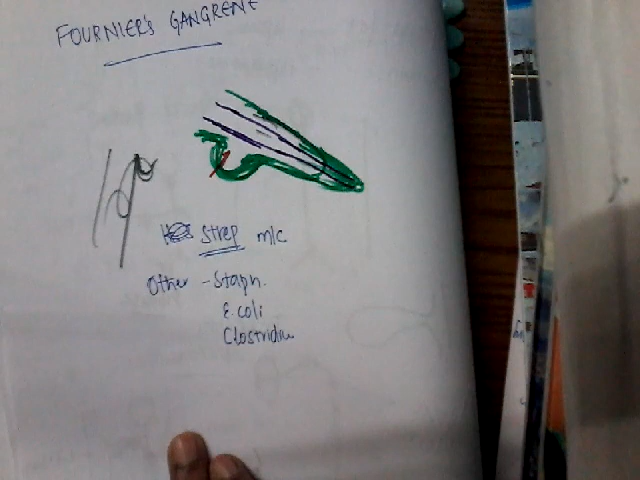 FOURNIER'S GANGRENE
strep m/c
Other - Staph.
E. coli
Clostridium